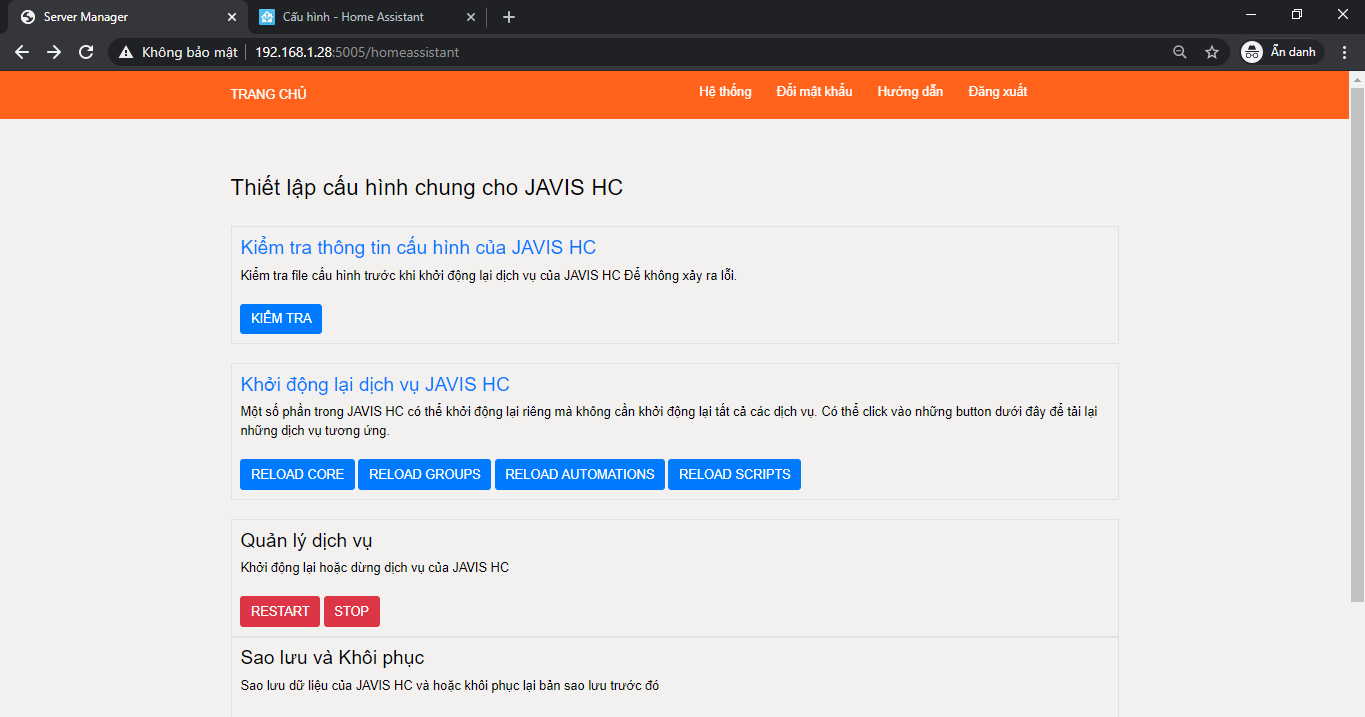 Server Manager
Cấu hình - Home Assistant
Không bảo mật
192.168.1.28:5005/homeassistant
Ẩn danh
TRANG CHỦ
Hệ thống
Đổi mật khẩu
Hướng dẫn
Đăng xuất
Thiết lập cấu hình chung cho JAVIS HC
Kiểm tra thông tin cấu hình của JAVIS HC
Kiểm tra file cấu hình trước khi khởi động lại dịch vụ của JAVIS HC Để không xảy ra lỗi.
KIỂM TRA
Khởi động lại dịch vụ JAVIS HC
Một số phần trong JAVIS HC có thể khởi động lại riêng mà không cần khởi động lại tất cả các dịch vụ. Có thể click vào những button dưới đây để tải lại
những dịch vụ tương ứng.
RELOAD CORE
RELOAD GROUPS
RELOAD AUTOMATIONS
RELOAD SCRIPTS
Quản lý dịch vụ
Khởi động lại hoặc dừng dịch vụ của JAVIS HC
RESTART
STOP
Sao lưu và Khôi phục
Sao lưu dữ liệu của JAVIS HC và hoặc khôi phục lại bản sao lưu trước đó